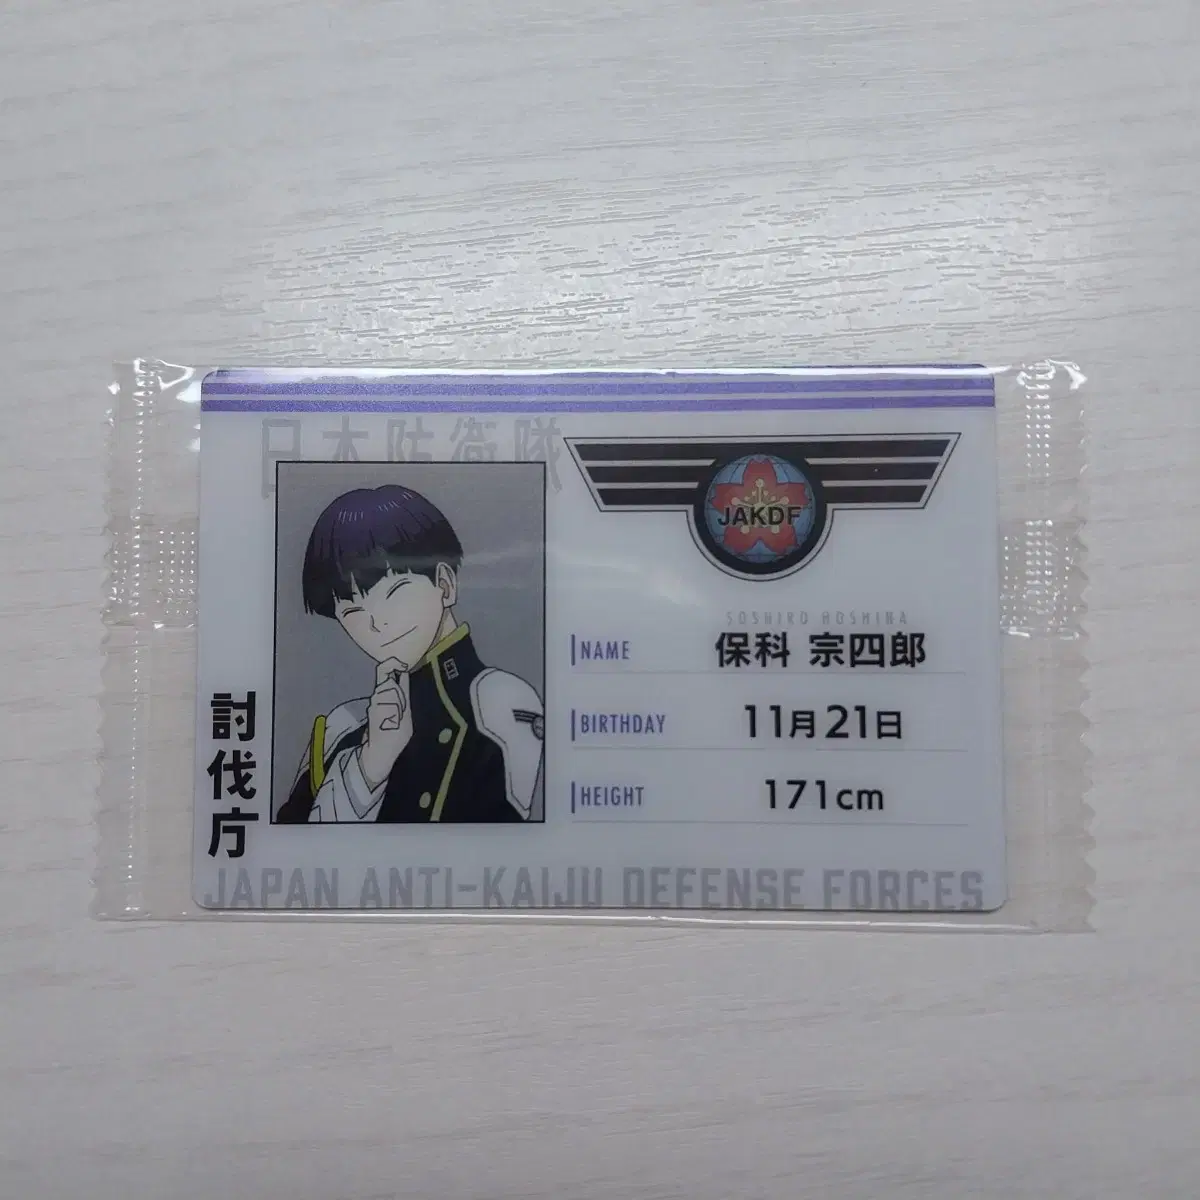 日本防衛隊
JAKDF
SOSHIRO HOSHINA
NAME 保科 宗四郎
BIRTHDAY 11月21日
HEIGHT 171cm
討伐庁
JAPAN ANTI-KAIJU DEFENSE FORCES